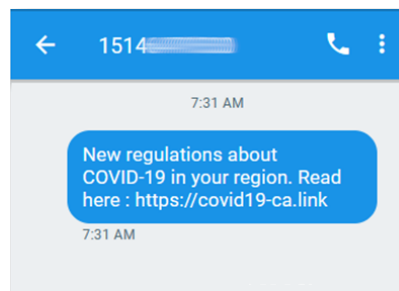 1514
7:31 AM
New regulations about
COVID-19 in your region. Read
here : https://covid19-ca.link
7:31 AM